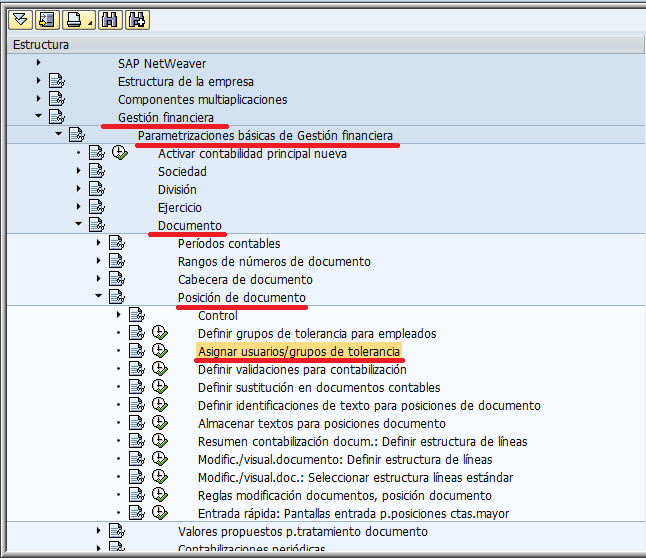 Estructura
SAP NetWeaver
Estructura de la empresa
Componentes multiaplicaciones
Gestión financiera
Parametrizaciones básicas de Gestión financiera
Activar contabilidad principal nueva
Sociedad
División
Ejercicio
Documento
Períodos contables
Rangos de números de documento
Cabecera de documento
Posición de documento
Control
Definir grupos de tolerancia para empleados
Asignar usuarios/grupos de tolerancia
Definir validaciones para contabilización
Definir sustitución en documentos contables
Definir identificaciones de texto para posiciones de documento
Almacenar textos para posiciones documento
Resumen contabilización docum.: Definir estructura de líneas
Modific./visual.documento: Definir estructura de líneas
Modific./visual.doc.: Seleccionar estructura líneas estándar
Reglas modificación documentos, posición documento
Entrada rápida: Pantallas entrada p.posiciones ctas.mayor
Valores propuestos p.tratamiento documento
Contabilizaciones periódicas